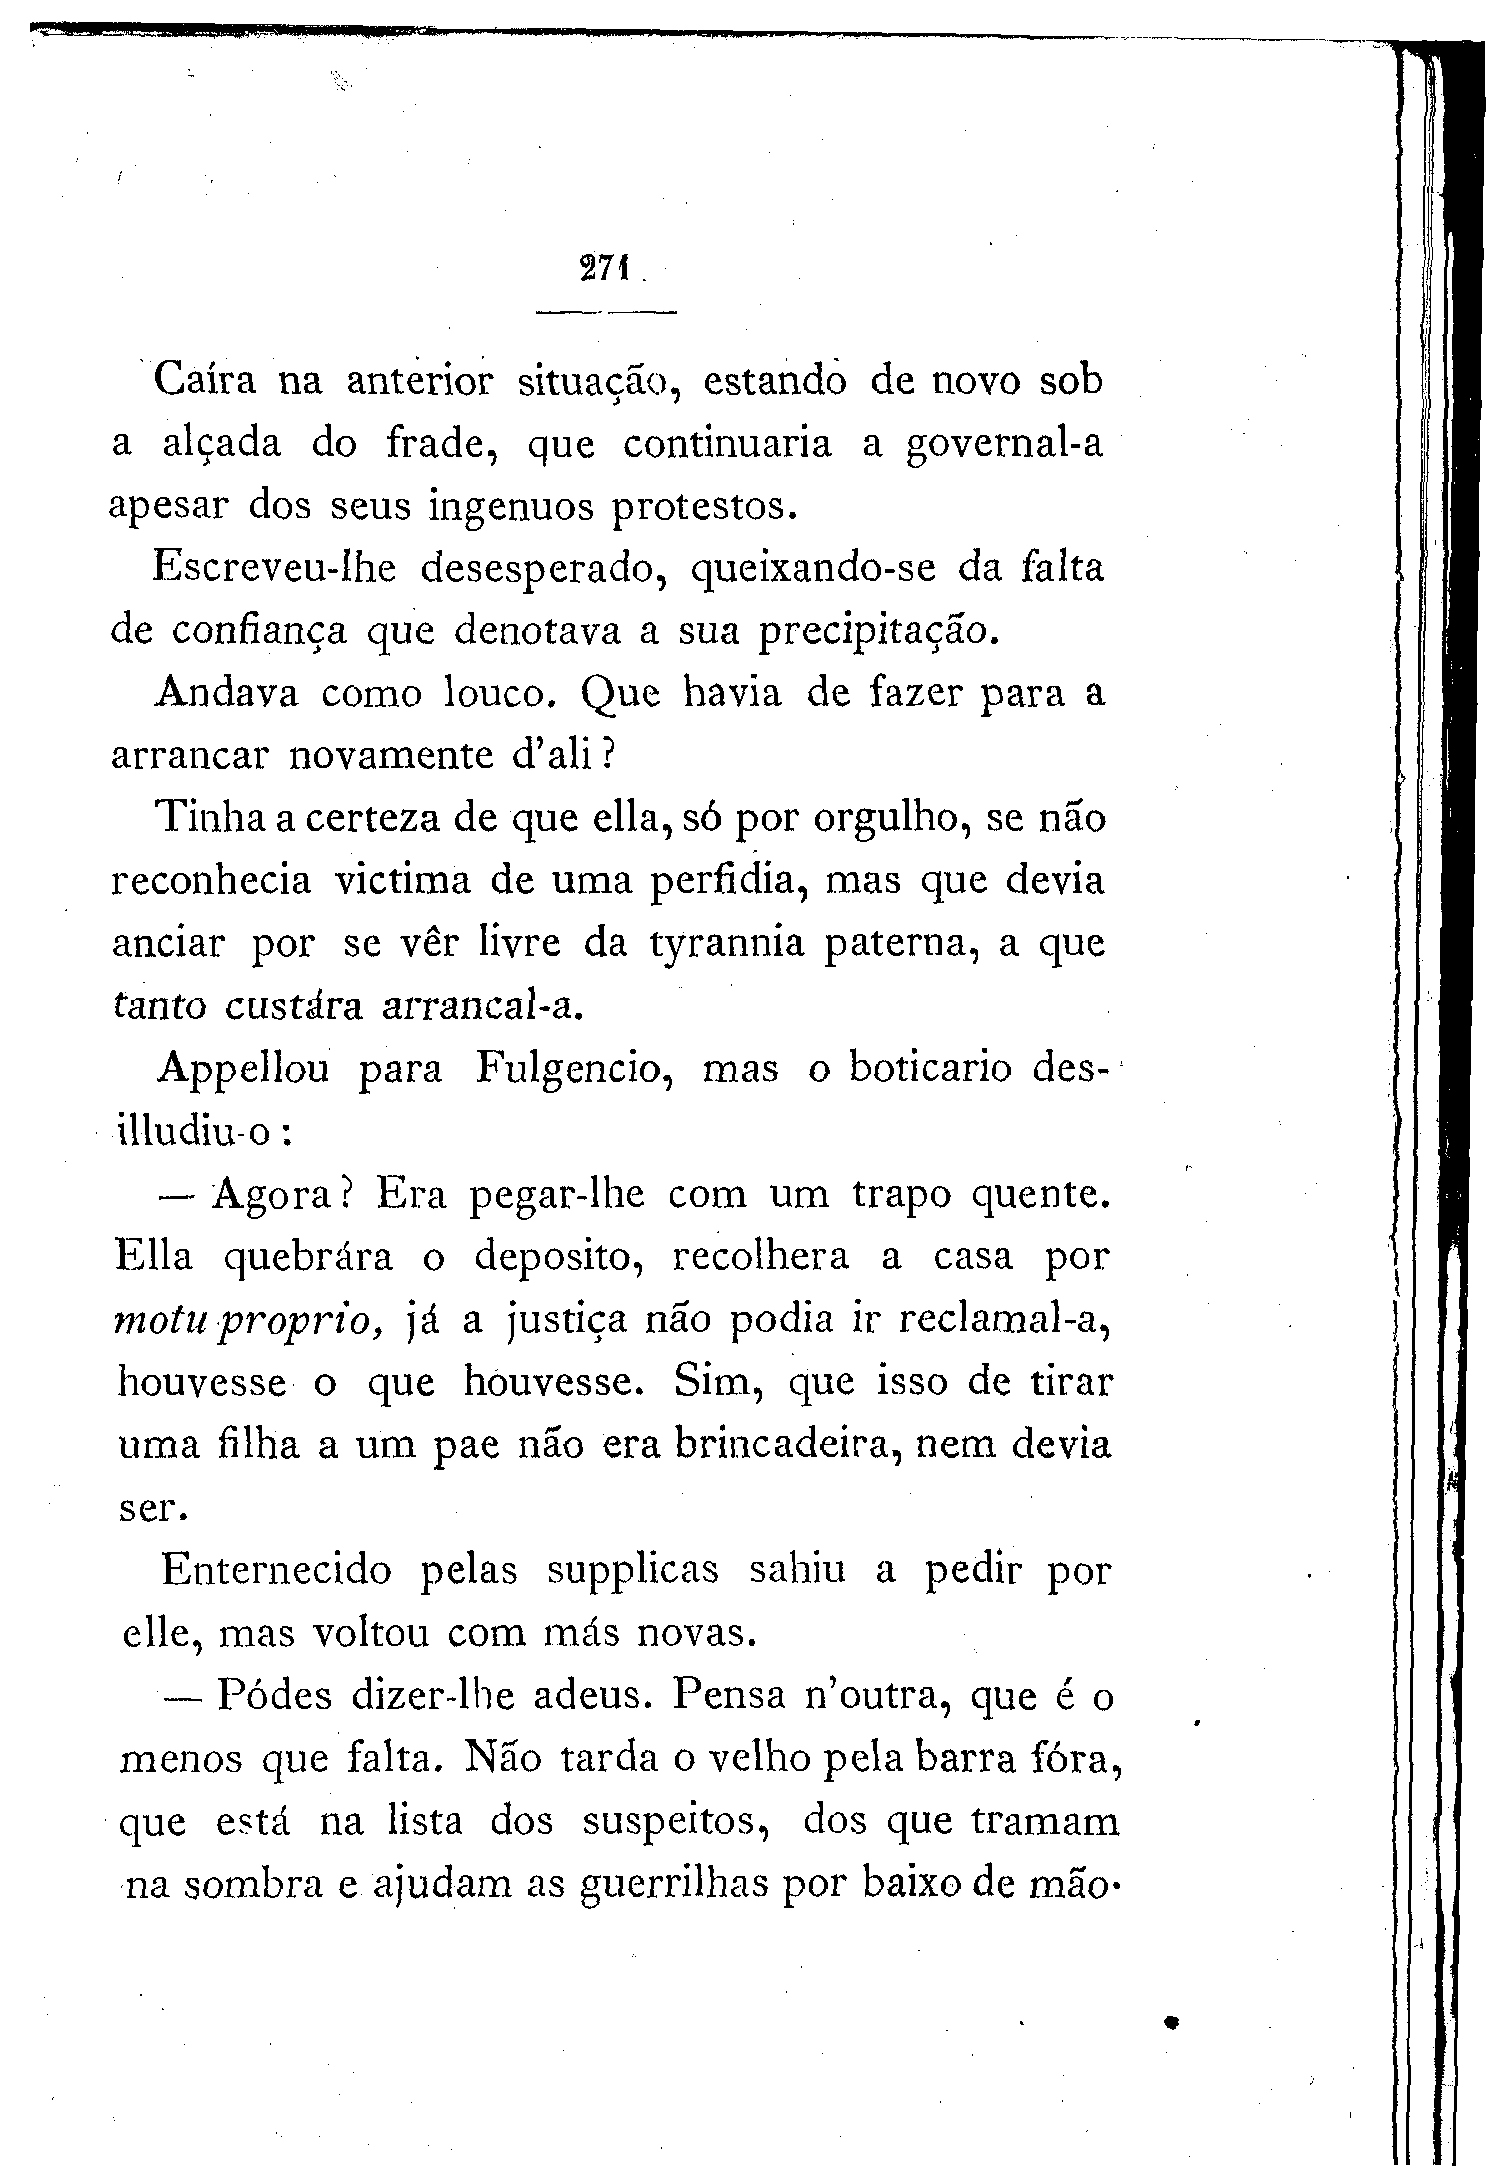 271
Caíra na anterior situação, estando de novo sob
a alçada do frade, que continuaria a governal-a
apesar dos seus ingenuos protestos.
Escreveu-lhe desesperado, queixando-se da falta
de confiança que denotava a sua precipitação.
Andava como louco. Que havia de fazer para a
arrancar novamente d'ali ?
Tinha a certeza de que ella, só por orgulho, se não
reconhecia victima de uma perfidia, mas que devia
anciar por se vêr livre da tyrannia paterna, a que
tanto custára arrancal-a.
Appellou para Fulgencio, mas o boticario des-
illudiu-o :
— Agora ? Era pegar-lhe com um trapo quente.
Ella quebrára o deposito, recolhera a casa por
motu proprio, já a justiça não podia ir reclamal-a,
houvesse o que houvesse. Sim, que isso de tirar
uma filha a um pae não era brincadeira, nem devia
ser.
Enternecido pelas supplicas sahiu a pedir por
elle, mas voltou com más novas.
— Pódes dizer-lhe adeus. Pensa n'outra, que é o
menos que falta. Não tarda o velho pela barra fóra,
que está na lista dos suspeitos, dos que tramam
na sombra e ajudam as guerrilhas por baixo de mão.